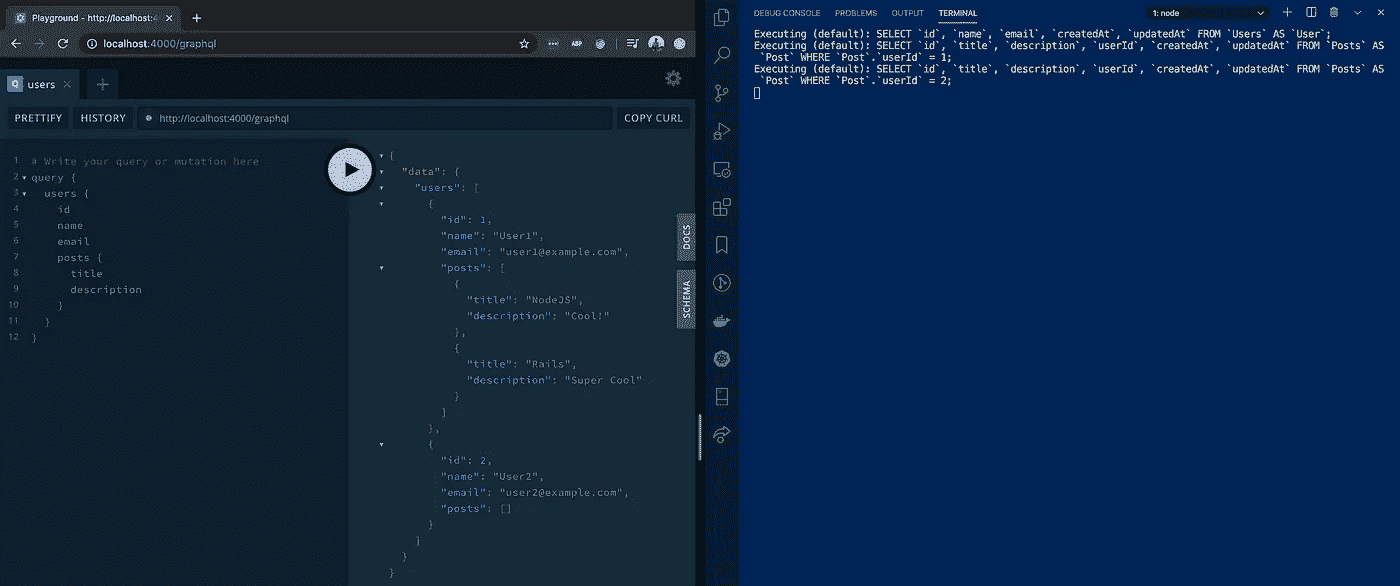 Playground - http://localhost:4
localhost:4000/graphql
ABP
users
PRETTIFY
HISTORY
http://localhost:4000/graphql
COPY CURL
1 # Write your query or mutation here
2 query {
3 users {
4 id
5 name
6 email
7 posts {
8 title
9 description
10 }
11 }
12 }
{
"data": {
"users": [
{
"id": 1,
"name": "User1",
"email": "user1@example.com",
"posts": [
{
"title": "NodeJS",
"description": "Cool!"
},
{
"title": "Rails",
"description": "Super Cool"
}
]
},
{
"id": 2,
"name": "User2",
"email": "user2@example.com",
"posts": []
}
]
}
}
DOCS
SCHEMA
DEBUG CONSOLE
PROBLEMS
OUTPUT
TERMINAL
1: node
Executing (default): SELECT `id`, `name`, `email`, `createdAt`, `updatedAt` FROM `Users` AS `User`;
Executing (default): SELECT `id`, `title`, `description`, `userId`, `createdAt`, `updatedAt` FROM `Posts` AS
`Post` WHERE `Post`.`userId` = 1;
Executing (default): SELECT `id`, `title`, `description`, `userId`, `createdAt`, `updatedAt` FROM `Posts` AS
`Post` WHERE `Post`.`userId` = 2;